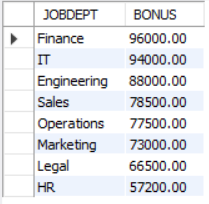 JOBDEPT BONUS
Finance 96000.00
IT 94000.00
Engineering 88000.00
Sales 78500.00
Operations 77500.00
Marketing 73000.00
Legal 66500.00
HR 57200.00